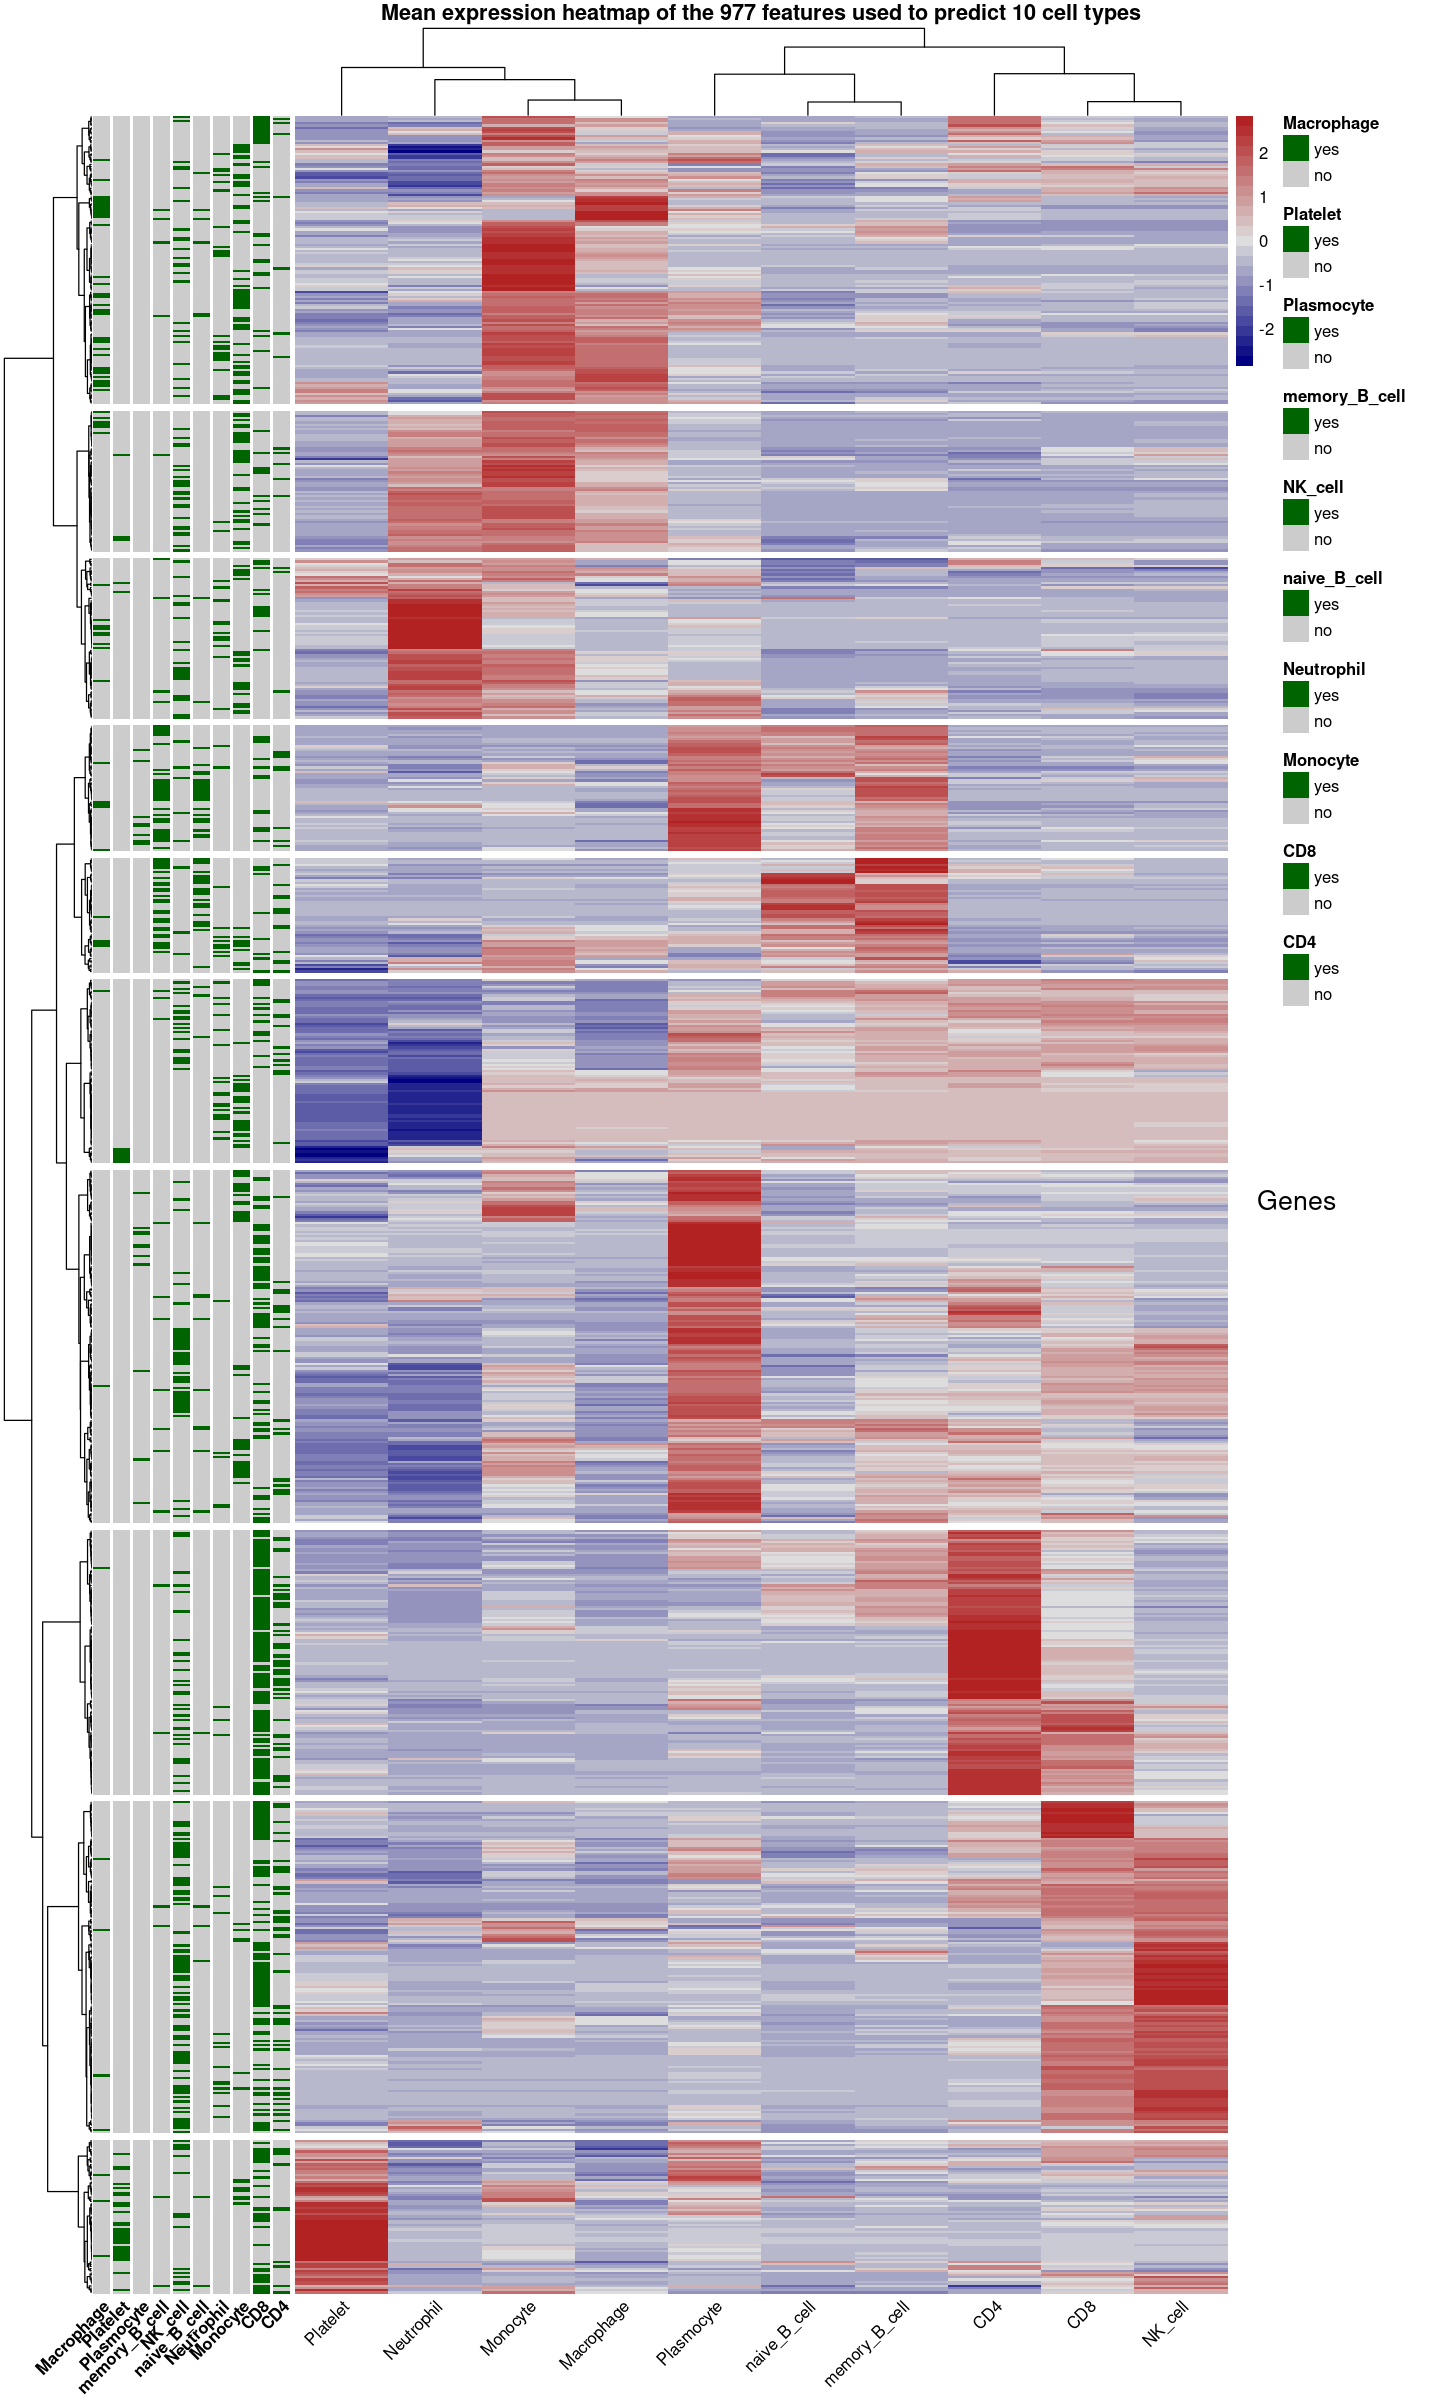 Mean expression heatmap of the 977 features used to predict 10 cell types
2
1
0
-1
-2
Macrophage
yes
no
Platelet
yes
no
Plasmocyte
yes
no
memory_B_cell
yes
no
NK_cell
yes
no
naive_B_cell
yes
no
Neutrophil
yes
no
Monocyte
yes
no
CD8
yes
no
CD4
yes
no
Genes
Macrophage
Platelet
Plasmocyte
memory_B_cell
NK_cell
naive_B_cell
Neutrophil
Monocyte
CD8
CD4
Platelet
Neutrophil
Monocyte
Macrophage
Plasmocyte
naive_B_cell
memory_B_cell
CD4
CD8
NK_cell